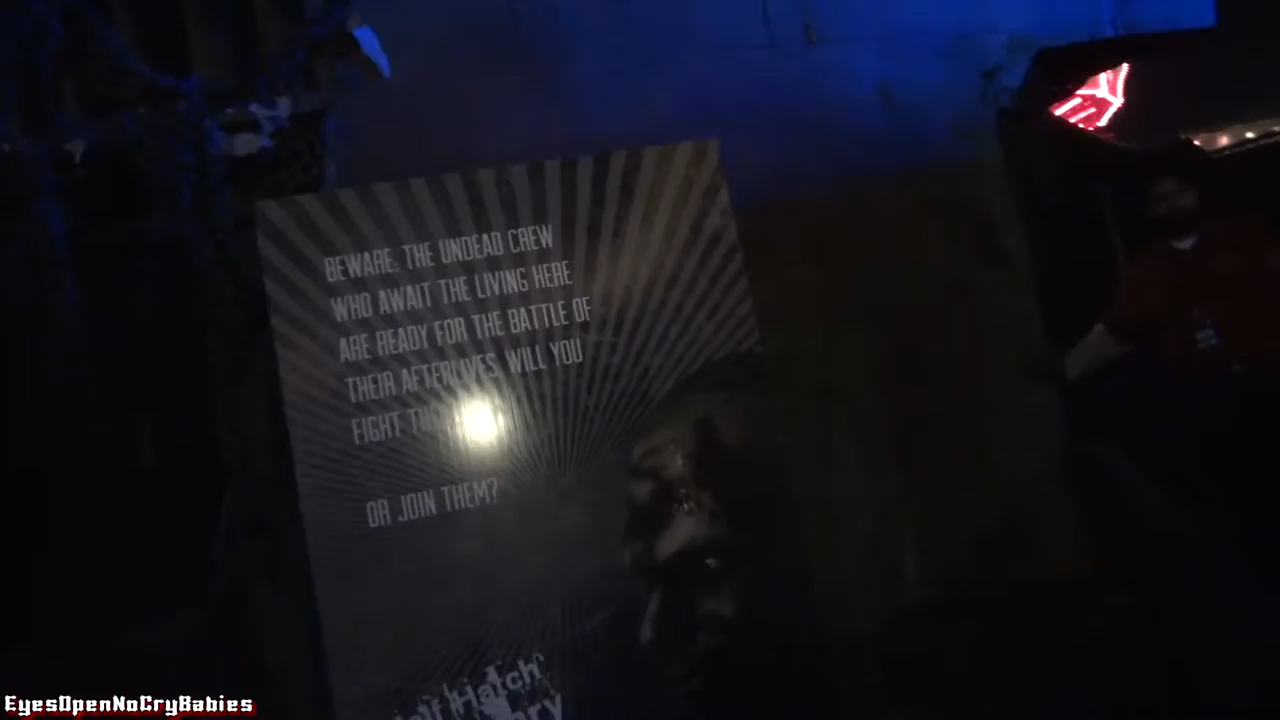 BEWARE: THE UNDEAD CREW
WHO AWAIT THE LIVING HERE
ARE READY FOR THE BATTLE OF
THEIR AFTERLIVES. WILL YOU
FIGHT
OR JOIN THEM?
Hatch
EyesOpenNoCryBabies